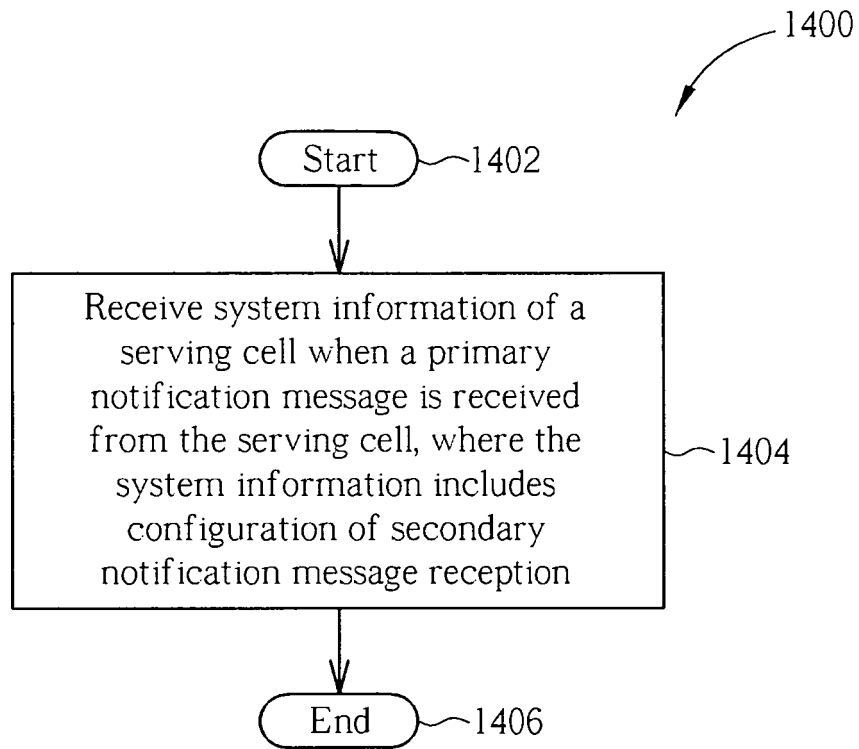 1400
Start
1402
Receive system information of a
serving cell when a primary
notification message is received
from the serving cell, where the
system information includes
configuration of secondary
notification message reception
1404
End
1406